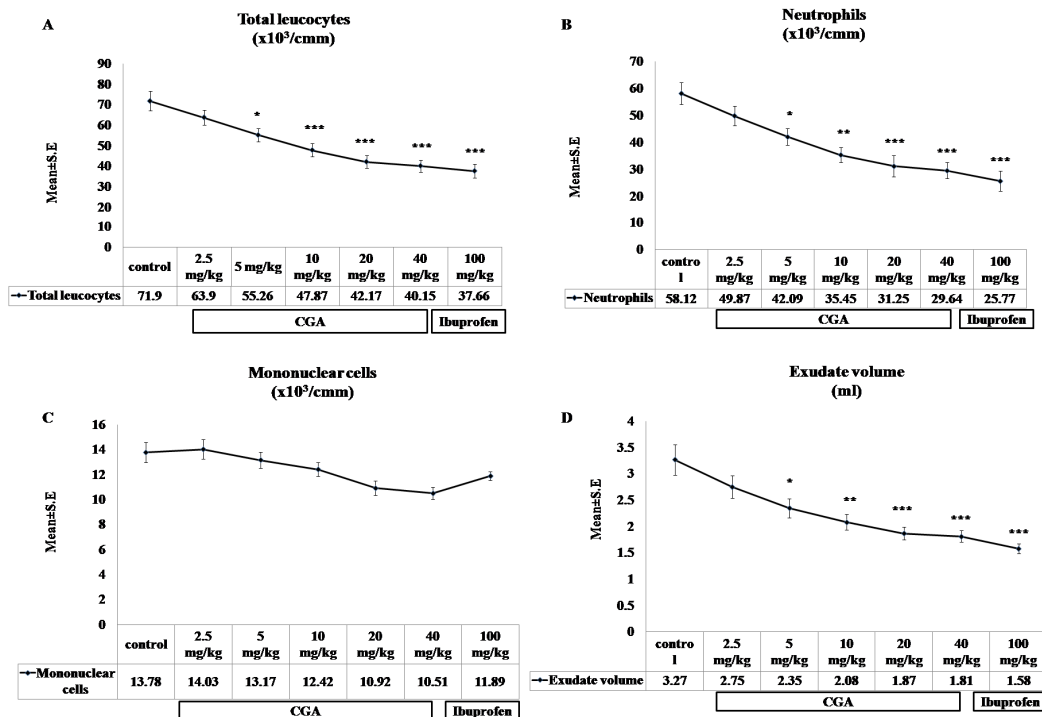 A
Total leucocytes
(x10³/cmm)
90
80
70
60
50
40
30
20
10
0
Mean±S.E
*
***
***
***
***
control
2.5 mg/kg
5 mg/kg
10 mg/kg
20 mg/kg
40 mg/kg
100 mg/kg
Total leucocytes 71.9 63.9 55.26 47.87 42.17 40.15 37.66
CGA Ibuprofen
B
Neutrophils
(x10³/cmm)
70
60
50
40
30
20
10
0
Mean±S.E
*
**
***
***
***
contro
l
2.5
mg/kg
5
mg/kg
10
mg/kg
20
mg/kg
40
mg/kg
100
mg/kg
Neutrophils 58.12 49.87 42.09 35.45 31.25 29.64 25.77
CGA Ibuprofen
C
Mononuclear cells
(x10³/cmm)
16
14
12
10
8
6
4
2
0
Mean±S.E
control
2.5
mg/kg
5
mg/kg
10
mg/kg
20
mg/kg
40
mg/kg
100
mg/kg
Mononuclear
cells
13.78 14.03 13.17 12.42 10.92 10.51 11.89
CGA Ibuprofen
D
Exudate volume
(ml)
4
3.5
3
2.5
2
1.5
1
0.5
0
Mean±S.E
*
**
***
***
***
contro
l
2.5
mg/kg
5
mg/kg
10
mg/kg
20
mg/kg
40
mg/kg
100
mg/kg
Exudate volume 3.27 2.75 2.35 2.08 1.87 1.81 1.58
CGA Ibuprofen